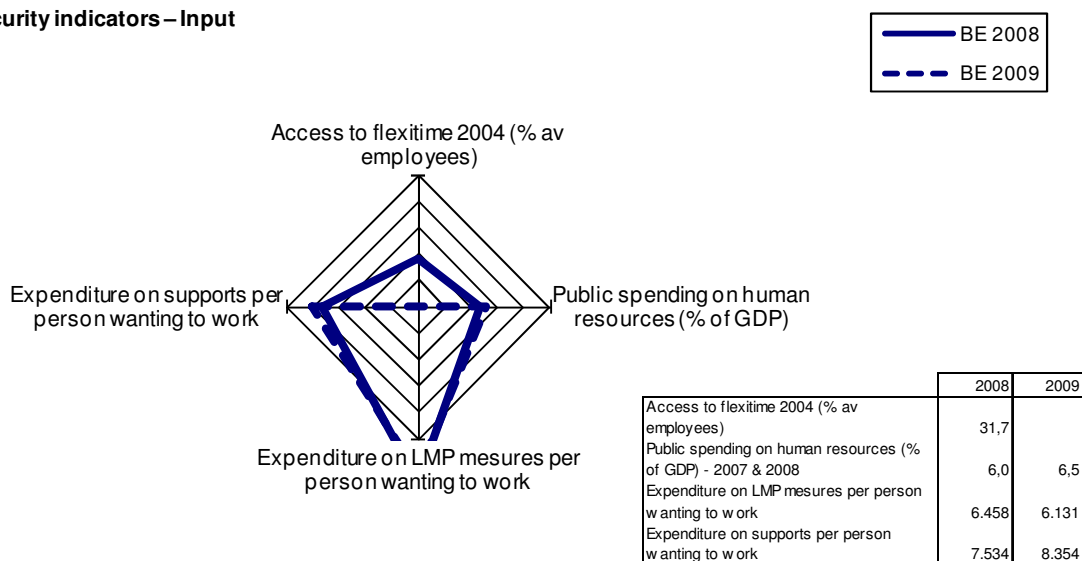 curity indicators – Input
BE 2008
BE 2009
Access to flexitime 2004 (% av
employees)
Expenditure on supports per
person wanting to work
Public spending on human
resources (% of GDP)
Expenditure on LMP mesures per
person wanting to work
2008 2009
Access to flexitime 2004 (% av
employees) 31,7
Public spending on human resources (%
of GDP) - 2007 & 2008 6,0 6,5
Expenditure on LMP mesures per person
wanting to work 6.458 6.131
Expenditure on supports per person
wanting to work 7.534 8.354